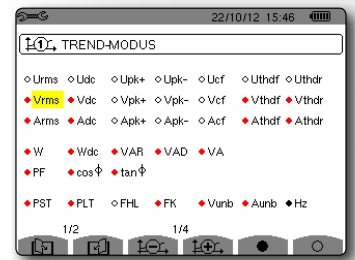 22/10/12 15:46
1 TREND-MODUS
Urms Udc Upk+ Upk- Ucf Uthdf Uthdr
Vrms Vdc Vpk+ Vpk- Vcf Vthdf Vthdr
Arms Adc Apk+ Apk- Acf Athdf Athdr
W Wdc VAR VAD VA
PF cosΦ tanΦ
PST PLT FHL FK Vunb Aunb Hz
1/2 1/4